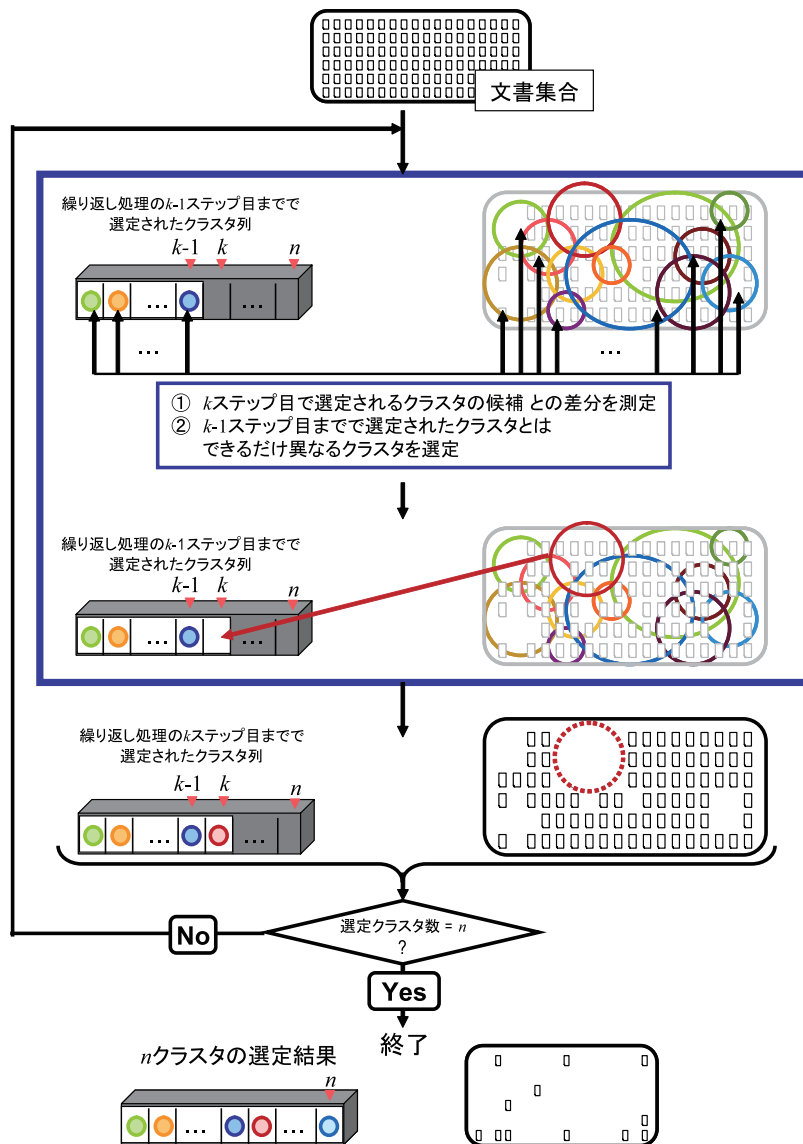 文書集合
繰り返し処理のk-1ステップ目までで
選定されたクラスタ列
k-1 k n
... ...
... ...
① kステップ目で選定されるクラスタの候補 との差分を測定
② k-1ステップ目までで選定されたクラスタとは
できるだけ異なるクラスタを選定
繰り返し処理のk-1ステップ目までで
選定されたクラスタ列
k-1 k n
... ...
繰り返し処理のkステップ目までで
選定されたクラスタ列
k-1 k n
... ...
選定クラスタ数 = n
?
No
Yes
終了
nクラスタの選定結果
n
... ...